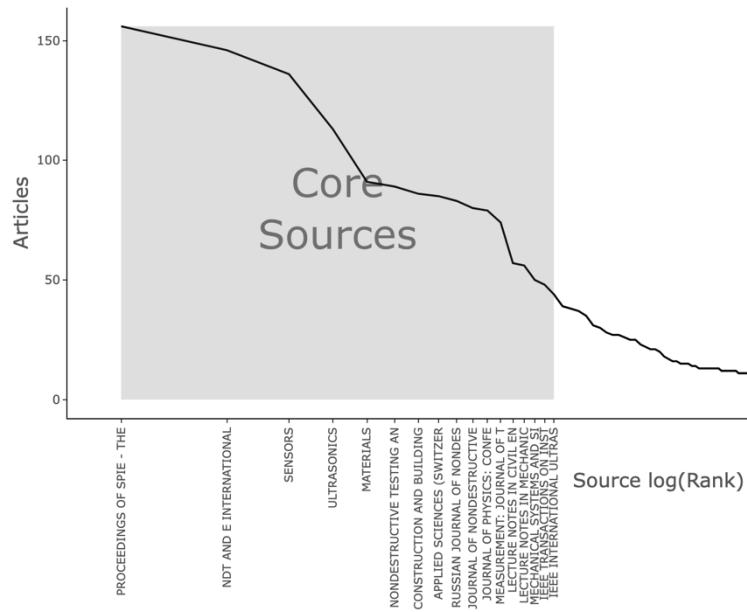 150
100
50
0
Articles
Core
Sources
Source log(Rank)
PROCEEDINGS OF SPIE - THE
NDT AND E INTERNATIONAL
SENSORS
ULTRASONICS
MATERIALS
NONDESTRUCTIVE TESTING AN
CONSTRUCTION AND BUILDING
APPLIED SCIENCES (SWITZER
RUSSIAN JOURNAL OF NONDES
JOURNAL OF NONDESTRUCTIVE
JOURNAL OF PHYSICS: CONFE
MEASUREMENT: JOURNAL OF T
LECTURE NOTES IN CIVIL EN
LECTURE NOTES IN MECHANIC
MECHANICAL SYSTEMS AND SI
IEEE TRANSACTIONS ON INST
IEEE INTERNATIONAL ULTRAS